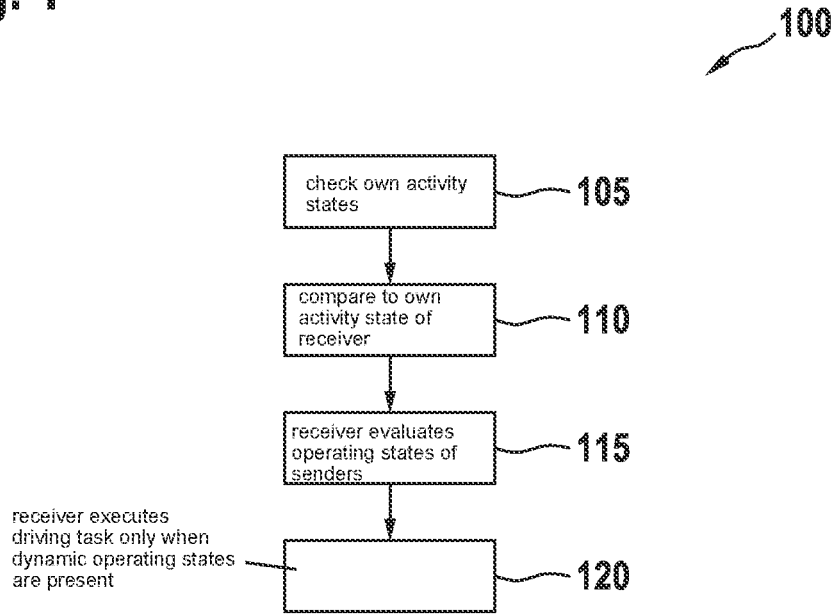 100
check own activity
states
105
compare to own
activity state of
receiver
110
receiver evaluates
operating states of
senders
115
receiver executes
driving task only when
dynamic operating states
are present
120